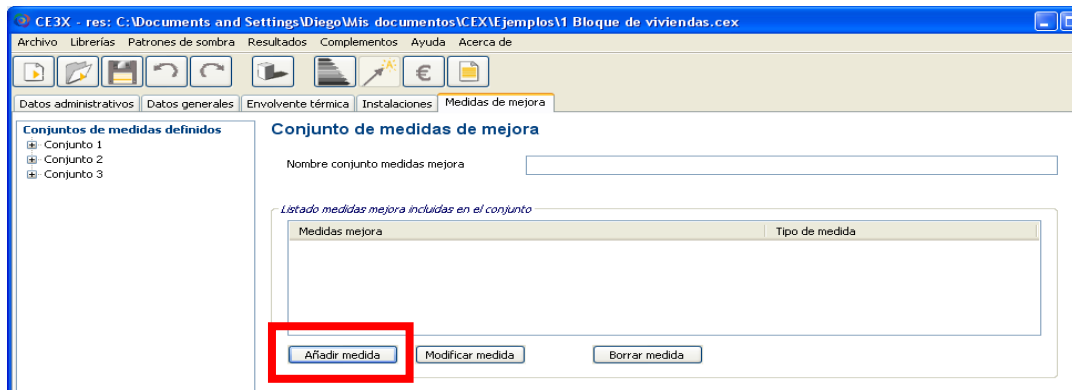 CE3X - res: C:\Documents and Settings\Diego\Mis documentos\CEX\Ejemplos\1 Bloque de viviendas.cex
Archivo Librerías Patrones de sombra Resultados Complementos Ayuda Acerca de
€
Datos administrativos Datos generales Envolvente térmica Instalaciones Medidas de mejora
Conjuntos de medidas definidos
Conjunto 1
Conjunto 2
Conjunto 3
Conjunto de medidas de mejora
Nombre conjunto medidas mejora
Listado medidas mejora incluidas en el conjunto
Medidas mejora Tipo de medida
Añadir medida Modificar medida Borrar medida